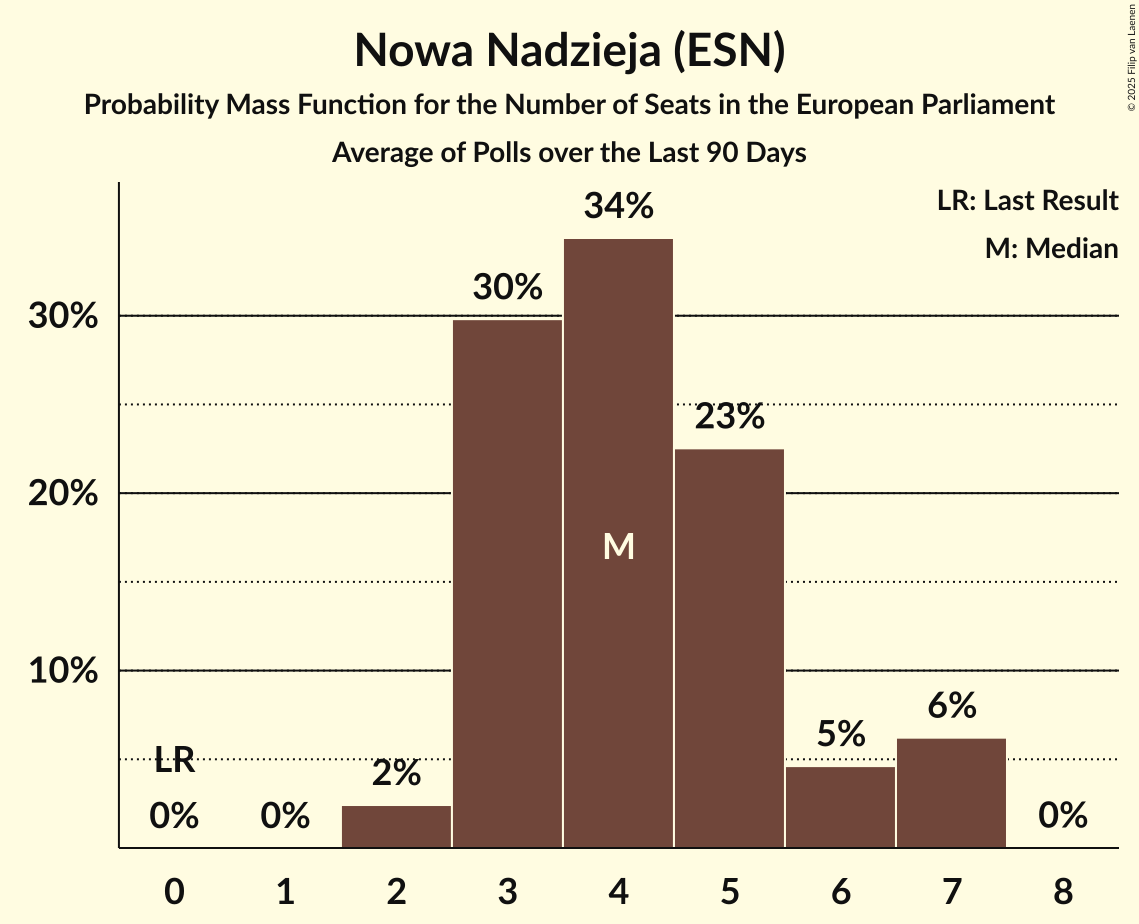 Nowa Nadzieja (ESN)
Probability Mass Function for the Number of Seats in the European Parliament
Average of Polls over the Last 90 Days
© 2025 Filip van Laenen
LR: Last Result
M: Median
34%
30%
30%
23%
20%
M
10%
6%
5%
LR
2%
0%
0%
0%
0 1 2 3 4 5 6 7 8